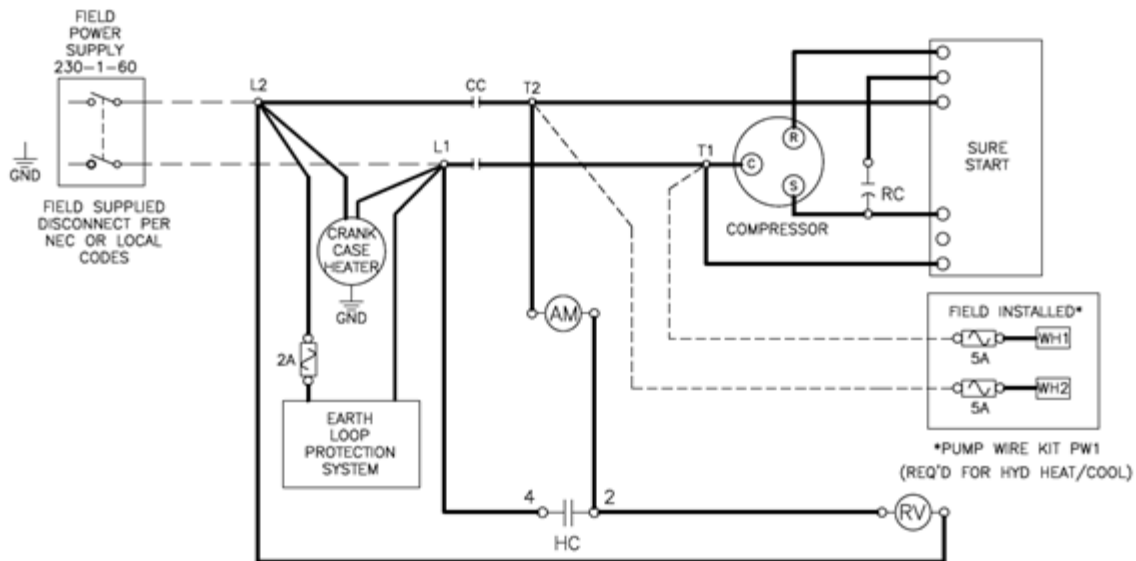 FIELD
POWER
SUPPLY
230-1-60
GND
FIELD SUPPLIED
DISCONNECT PER
NEC OR LOCAL
CODES
L2
CC
T2
L1
T1
R
C
S
COMPRESSOR
RC
SURE
START
CRANK
CASE
HEATER
GND
2A
EARTH
LOOP
PROTECTION
SYSTEM
AM
FIELD INSTALLED*
WH1
5A
WH2
5A
*PUMP WIRE KIT PW1
(REQ'D FOR HYD HEAT/COOL)
4
2
HC
RV